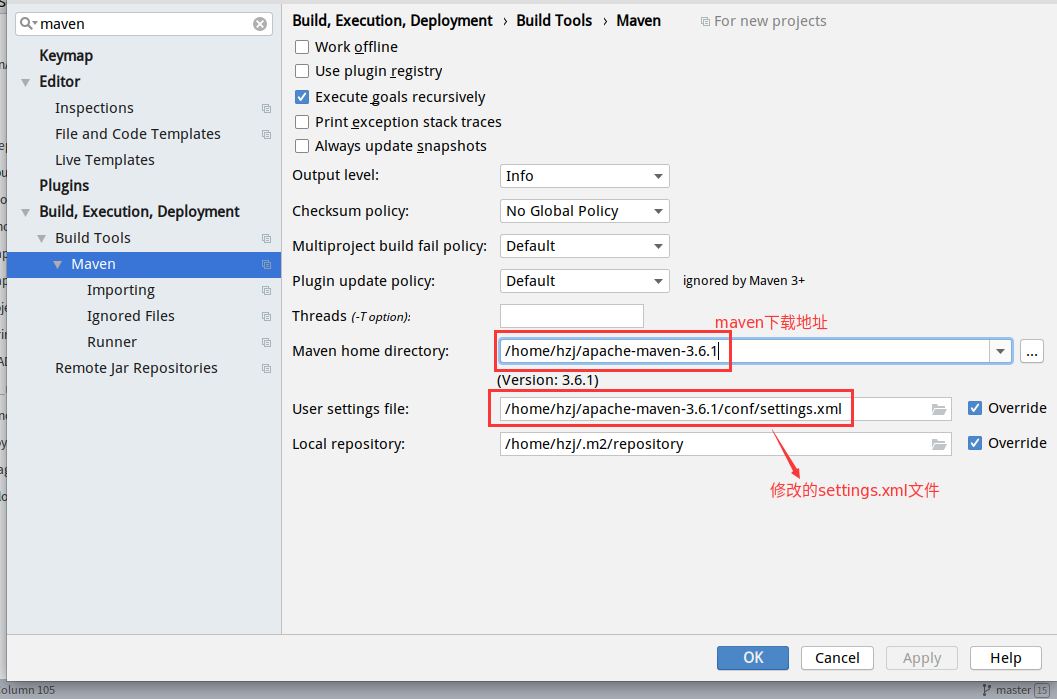 maven
Keymap
Editor
Inspections
File and Code Templates
Live Templates
Plugins
Build, Execution, Deployment
Build Tools
Maven
Importing
Ignored Files
Runner
Remote Jar Repositories
Build, Execution, Deployment › Build Tools › Maven For new projects
Work offline
Use plugin registry
Execute goals recursively
Print exception stack traces
Always update snapshots
Output level: Info
Checksum policy: No Global Policy
Multiproject build fail policy: Default
Plugin update policy: Default ignored by Maven 3+
Threads (-T option):
maven下载地址
Maven home directory: /home/hzj/apache-maven-3.6.1 ...
(Version: 3.6.1)
User settings file: /home/hzj/apache-maven-3.6.1/conf/settings.xml Override
Local repository: /home/hzj/.m2/repository Override
修改的settings.xml文件
OK Cancel Apply Help
olumn 105 master 15